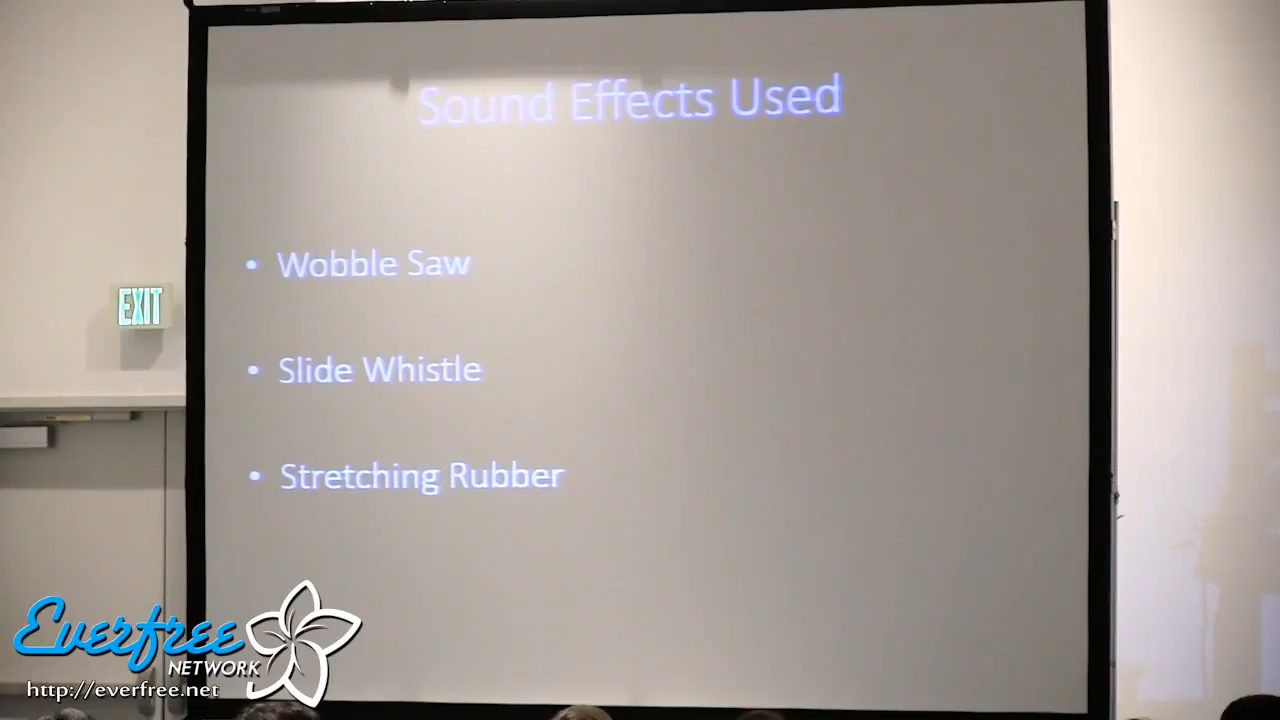 Sound Effects Used
• Wobble Saw
EXIT
• Slide Whistle
• Stretching Rubber
Everfree
NETWORK
http://everfree.net